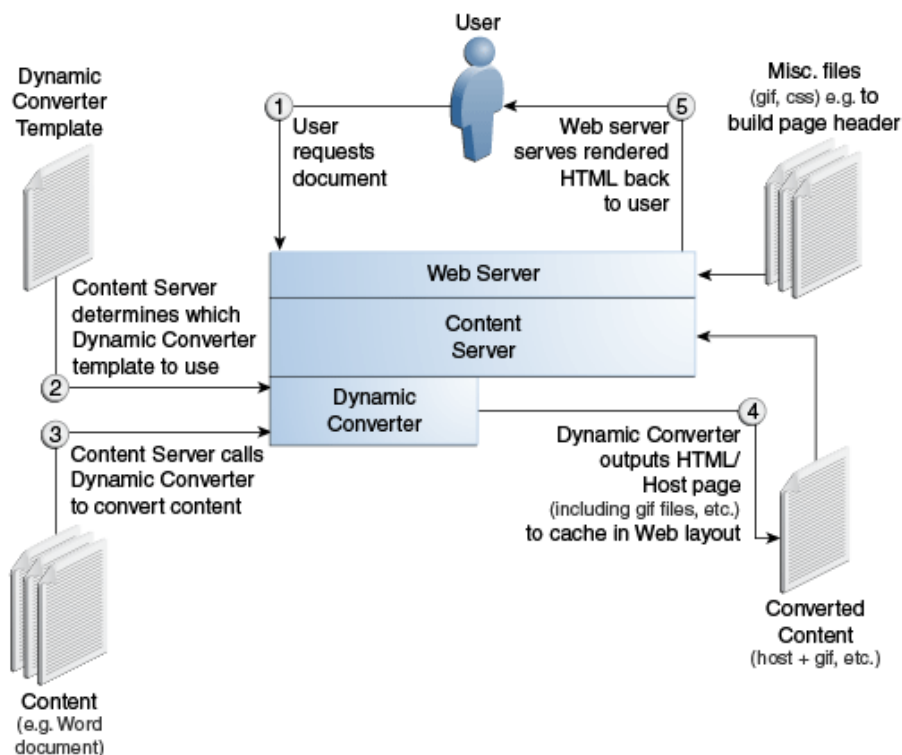 User
Dynamic
Converter
Template
1
User
requests
document
5
Web server
serves rendered
HTML back
to user
Misc. files
(gif, css) e.g. to
build page header
Web Server
Content
Server
Dynamic
Converter
Content Server
determines which
Dynamic Converter
template to use
2
3
Content Server calls
Dynamic Converter
to convert content
4
Dynamic Converter
outputs HTML/
Host page
(including gif files, etc.)
to cache in Web layout
Converted
Content
(host + gif, etc.)
Content
(e.g. Word
document)